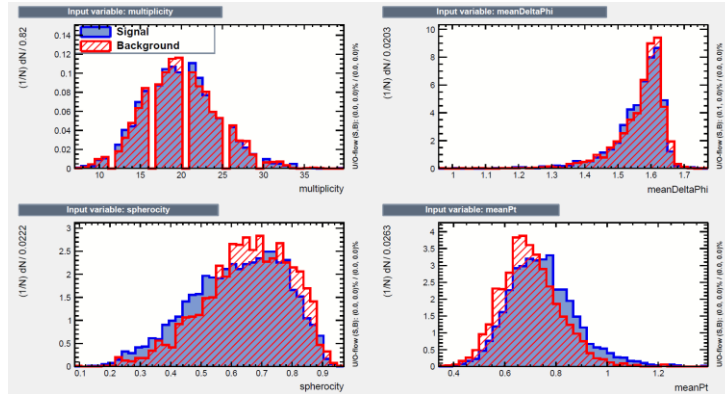 Input variable: multiplicity
(1/N) dN / 0.82
0.14
0.12
0.1
0.08
0.06
0.04
0.02
0
Signal
Background
10 15 20 25 30 35
multiplicity
U/O-flow (S,B): (0.0, 0.0)% / (0.0, 0.0)%
Input variable: meanDeltaPhi
(1/N) dN / 0.0203
10
8
6
4
2
0
1 1.1 1.2 1.3 1.4 1.5 1.6 1.7
meanDeltaPhi
U/O-flow (S,B): (0.1, 0.0)% / (0.0, 0.0)%
Input variable: spherocity
(1/N) dN / 0.0222
3
2.5
2
1.5
1
0.5
0
0.1 0.2 0.3 0.4 0.5 0.6 0.7 0.8 0.9
spherocity
U/O-flow (S,B): (0.0, 0.0)% / (0.0, 0.0)%
Input variable: meanPt
(1/N) dN / 0.0263
4
3.5
3
2.5
2
1.5
1
0.5
0
0.4 0.6 0.8 1 1.2
meanPt
U/O-flow (S,B): (0.0, 0.0)% / (0.0, 0.0)%